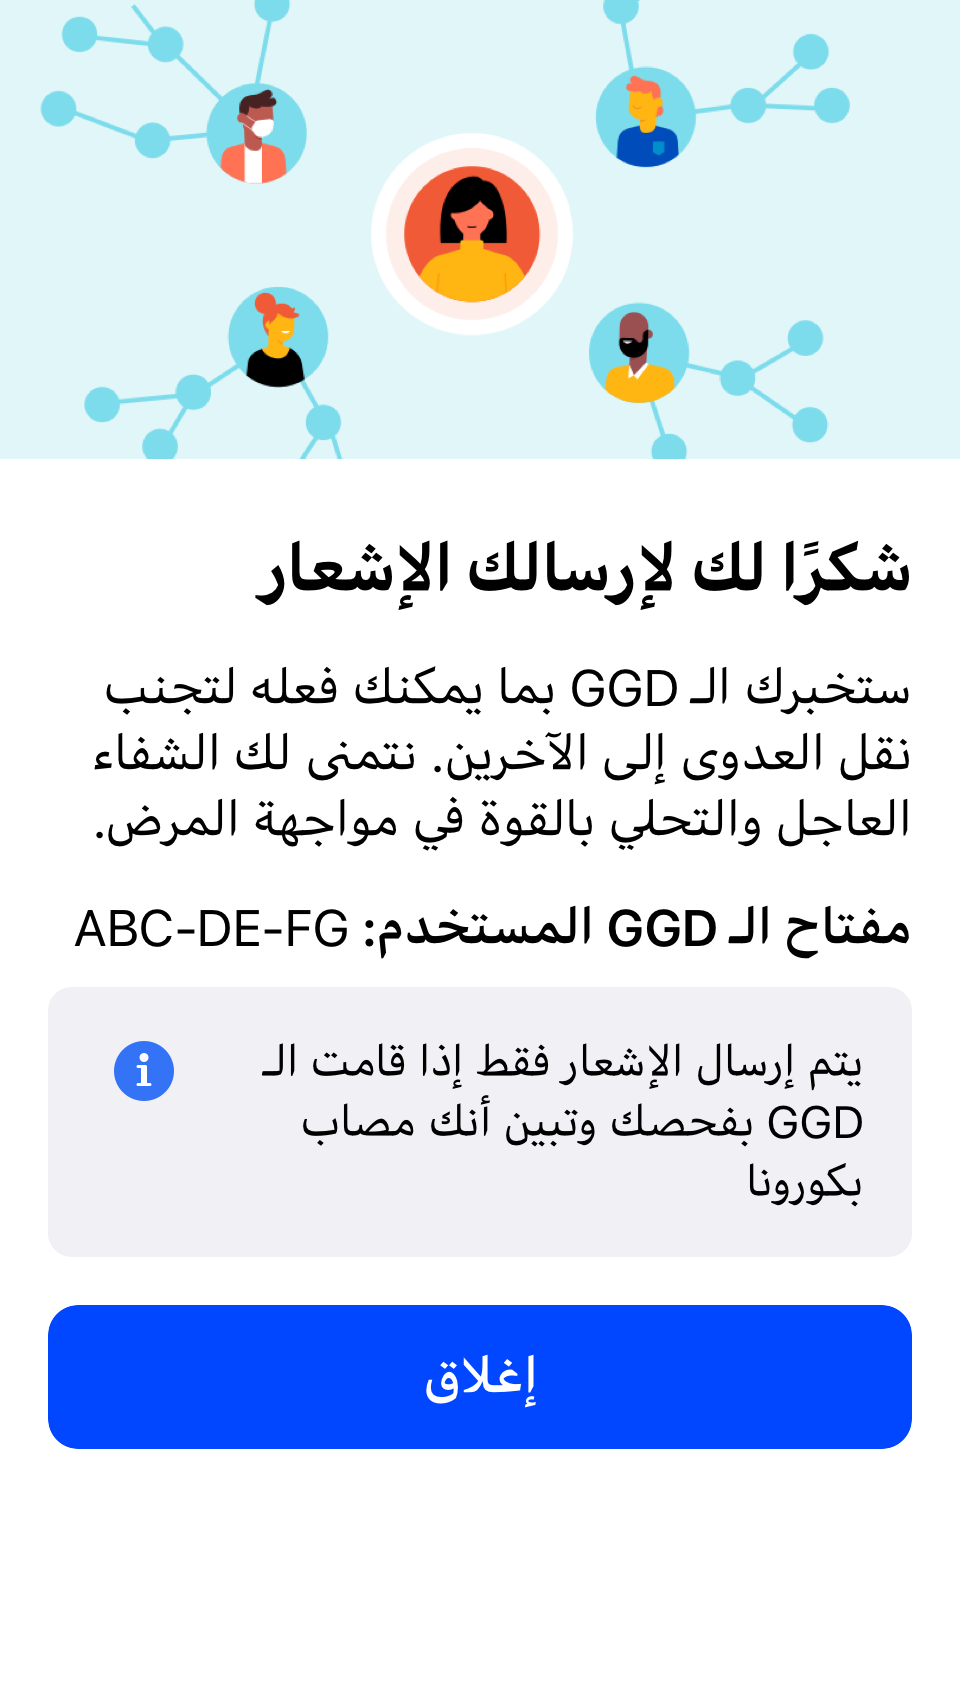 شكرًا لك لإرسالك الإشعار
ستخبرك الـ GGD بما يمكنك فعله لتجنب
نقل العدوى إلى الآخرين. نتمنى لك الشفاء
العاجل والتحلي بالقوة في مواجهة المرض.
مفتاح الـ GGD المستخدم: ABC-DE-FG
يتم إرسال الإشعار فقط إذا قامت الـ
GGD بفحصك وتبين أنك مصاب
بكورونا
إغلاق